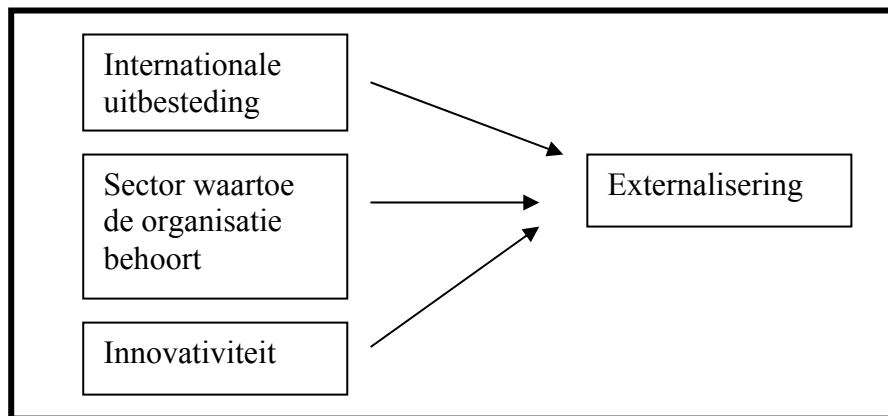 Internationale
uitbesteding
Sector waartoe
de organisatie
behoort
Innovativiteit
Externalisering